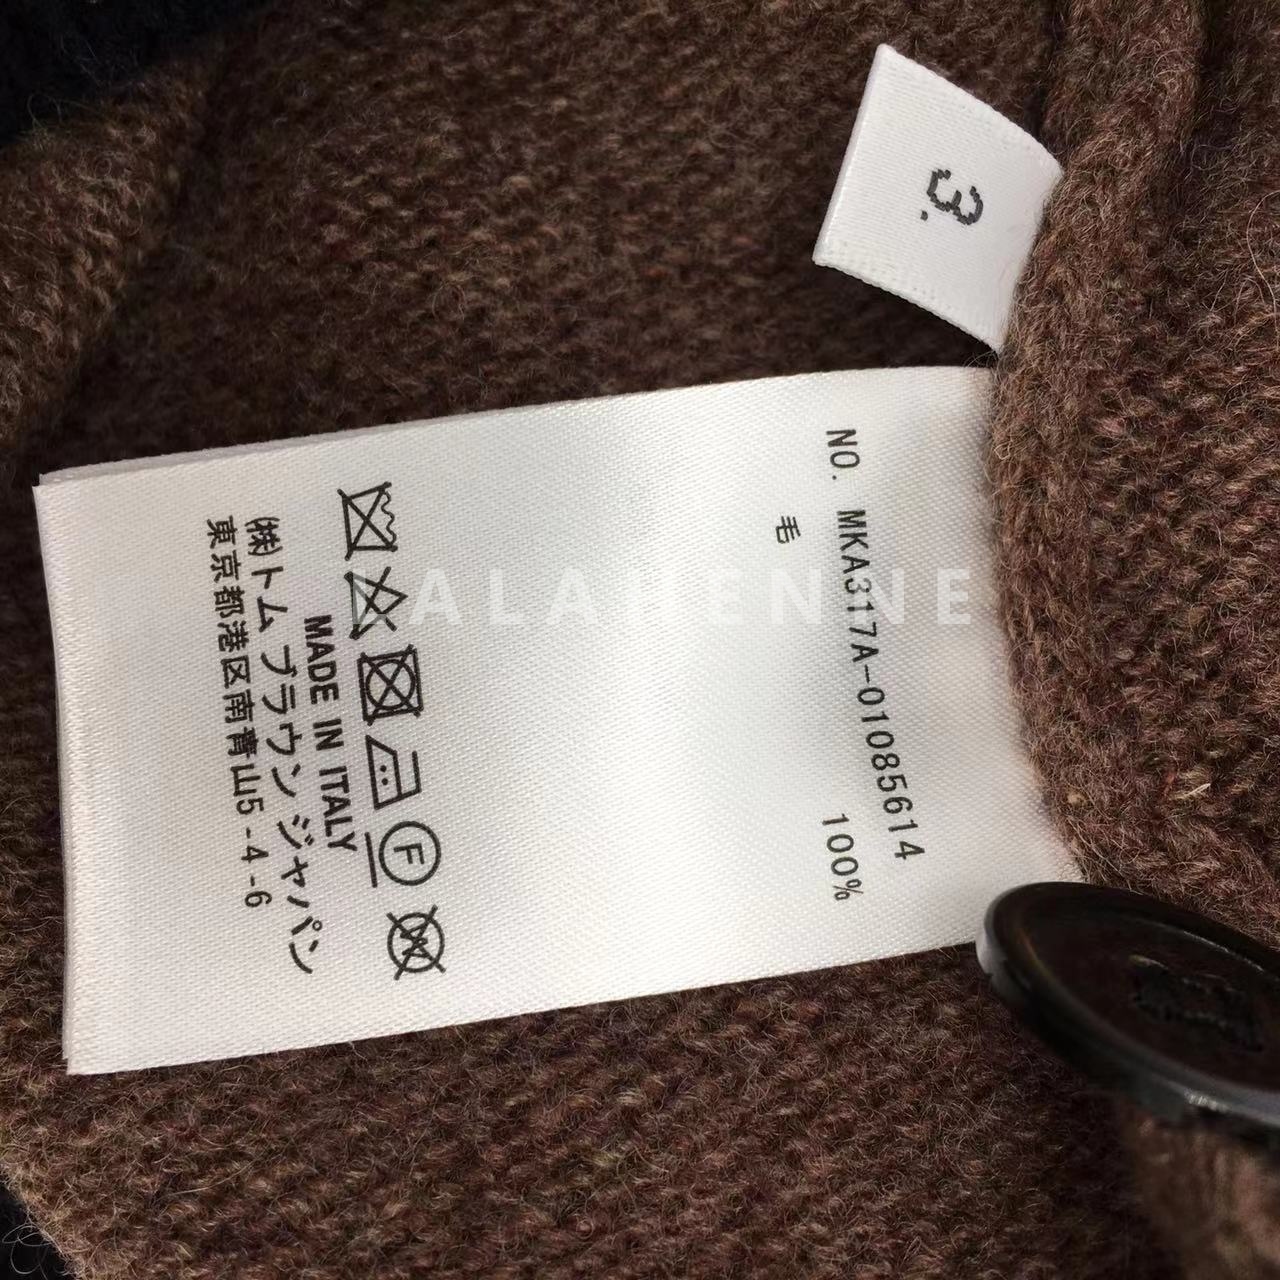 3.
NO. MKA317A-01085614
毛 100%
F
W
MADE IN ITALY
㈱トム ブラウン ジャパン
東京都港区南青山5-4-6